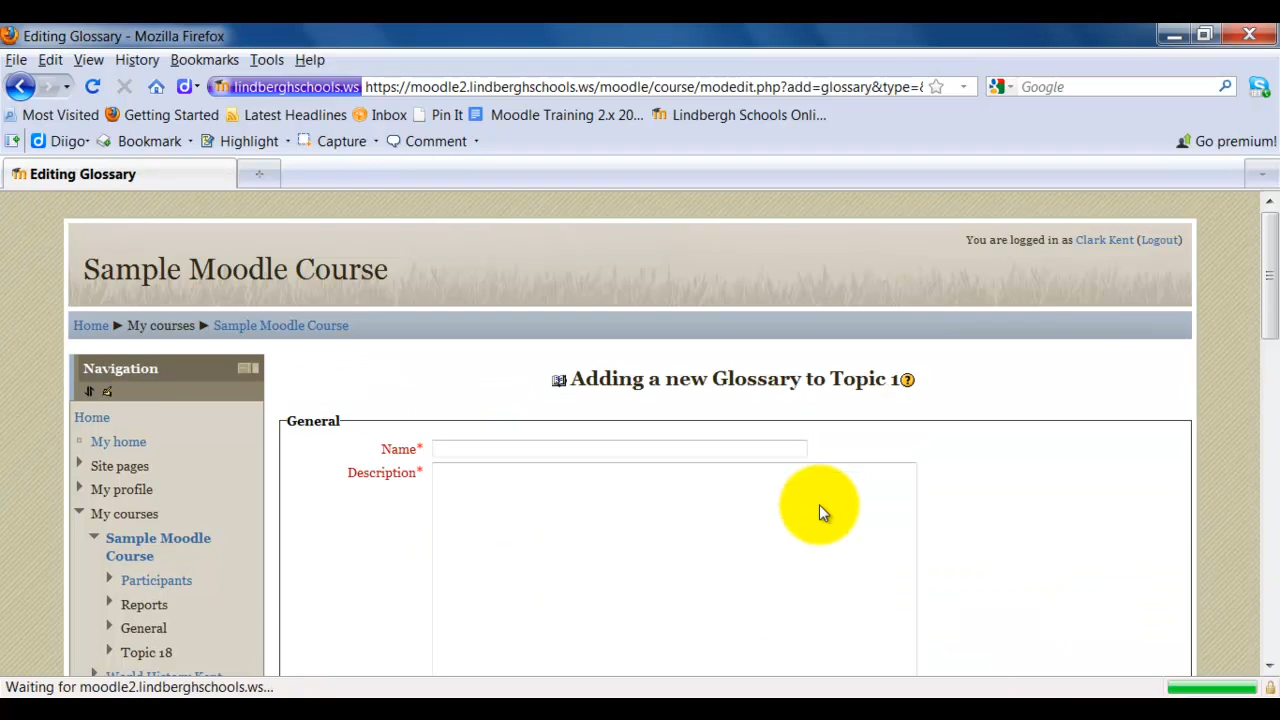 Editing Glossary - Mozilla Firefox
File Edit View History Bookmarks Tools Help
lindberghschools.ws https://moodle2.lindberghschools.ws/moodle/course/modedit.php?add=glossary&type=& Google
Most Visited Getting Started Latest Headlines Inbox Pin It Moodle Training 2.x 20... Lindbergh Schools Onli...
Diigo Bookmark Highlight Capture Comment Go premium!
Editing Glossary
You are logged in as Clark Kent (Logout)
Sample Moodle Course
Home ► My courses ► Sample Moodle Course
Navigation
Adding a new Glossary to Topic 1
Home
General
My home
Name*
Site pages
Description*
My profile
My courses
Sample Moodle
Course
Participants
Reports
General
Topic 18
World History Kent
Waiting for moodle2.lindberghschools.ws...